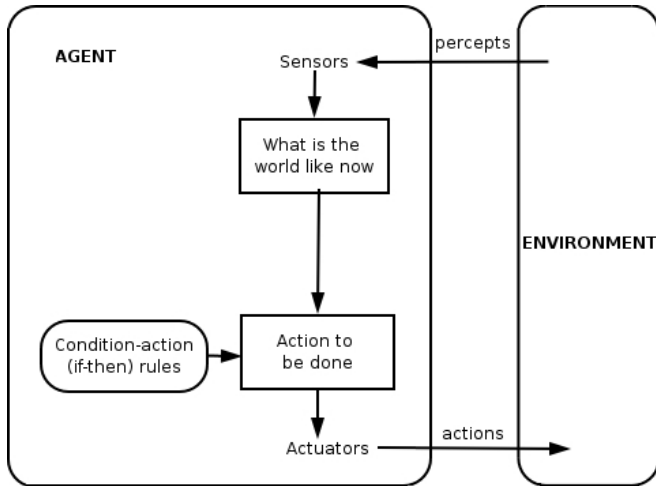 AGENT
Sensors
percepts
What is the
world like now
ENVIRONMENT
Condition-action
(if-then) rules
Action to
be done
Actuators
actions